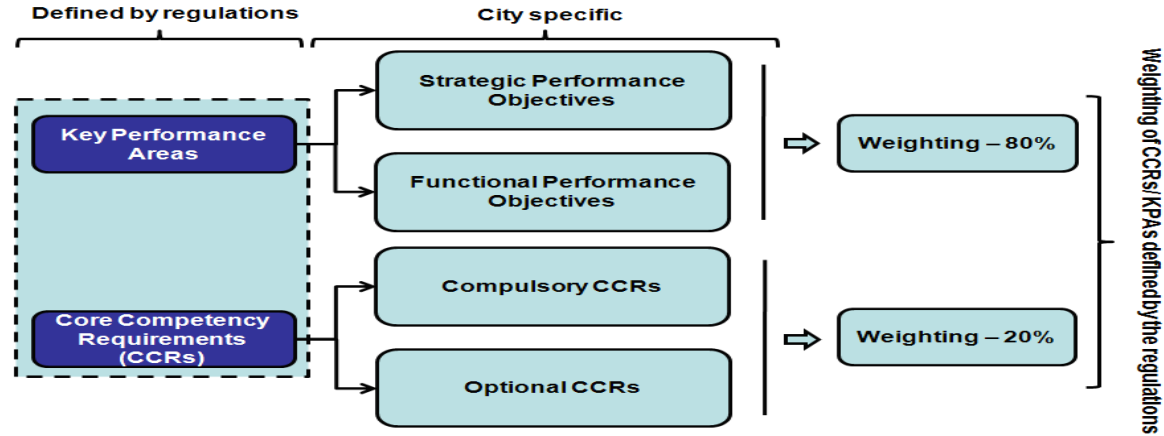 Defined by regulations
City specific
Key Performance
Areas
Strategic Performance
Objectives
Functional Performance
Objectives
Weighting – 80%
Core Competency
Requirements
(CCRs)
Compulsory CCRs
Optional CCRs
Weighting – 20%
Weighting of CCRs/KPAs defined by the regulations